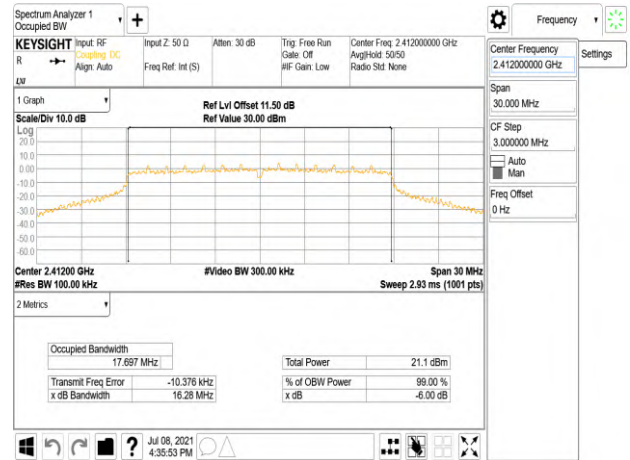 Spectrum Analyzer 1
Occupied BW
Frequency
KEYSIGHT
R
LXI
Input: RF
Coupling: DC
Align: Auto
Input Z: 50 Ω
Freq Ref: Int (S)
Atten: 30 dB
Trig: Free Run
Gate: Off
#IF Gain: Low
Center Freq: 2.412000000 GHz
Avg|Hold: 50/50
Radio Std: None
Center Frequency
2.412000000 GHz
Settings
Span
30.000 MHz
CF Step
3.000000 MHz
Auto
Man
Freq Offset
0 Hz
1 Graph
Scale/Div 10.0 dB
Ref Lvl Offset 11.50 dB
Ref Value 30.00 dBm
Log
20.0
10.0
0.00
-10.0
-20.0
-30.0
-40.0
-50.0
-60.0
Center 2.41200 GHz
#Res BW 100.00 kHz
#Video BW 300.00 kHz
Span 30 MHz
Sweep 2.93 ms (1001 pts)
2 Metrics
Occupied Bandwidth
17.697 MHz
Transmit Freq Error -10.376 kHz
x dB Bandwidth 16.28 MHz
Total Power 21.1 dBm
% of OBW Power 99.00 %
x dB -6.00 dB
?
Jul 08, 2021
4:35:53 PM